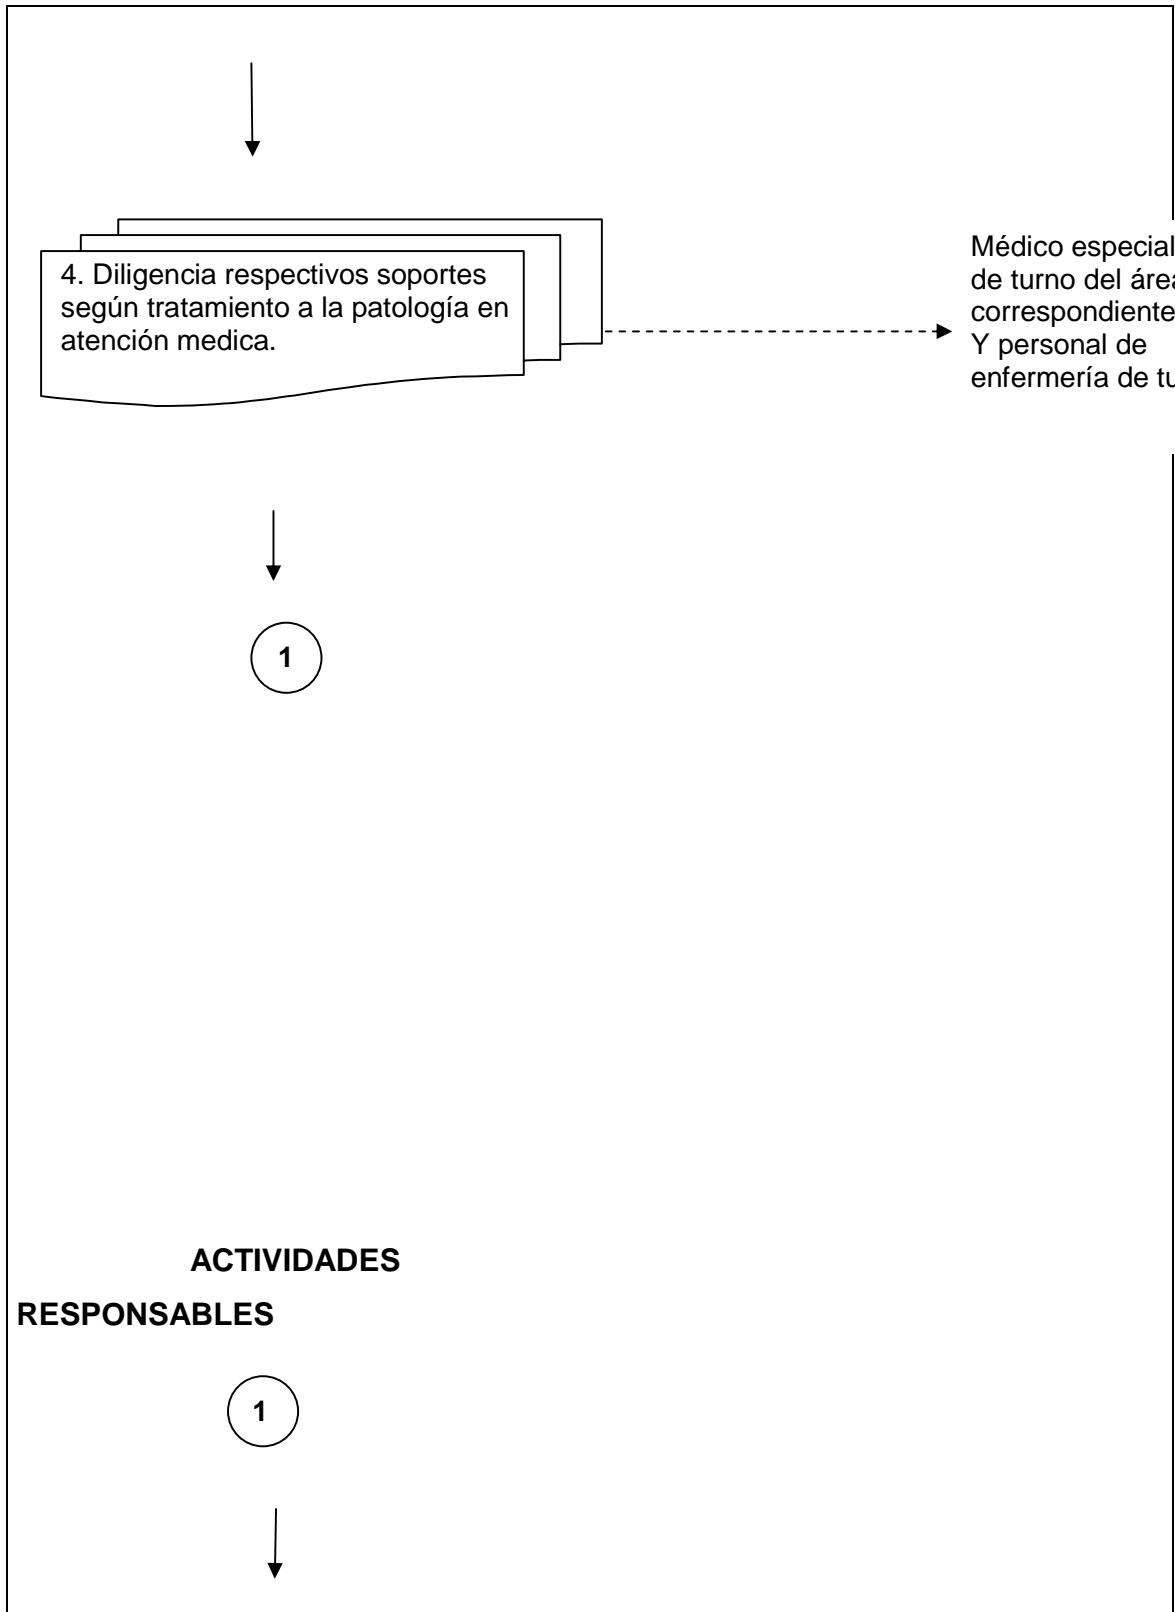 4. Diligencia respectivos soportes
según tratamiento a la patología en
atención medica.
Médico especial
de turno del área
correspondiente
Y personal de
enfermería de tu
1
ACTIVIDADES
RESPONSABLES
1